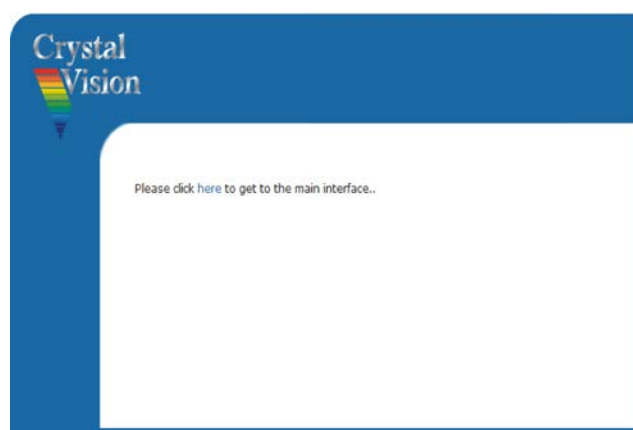 Crystal
Vision
Please click here to get to the main interface..